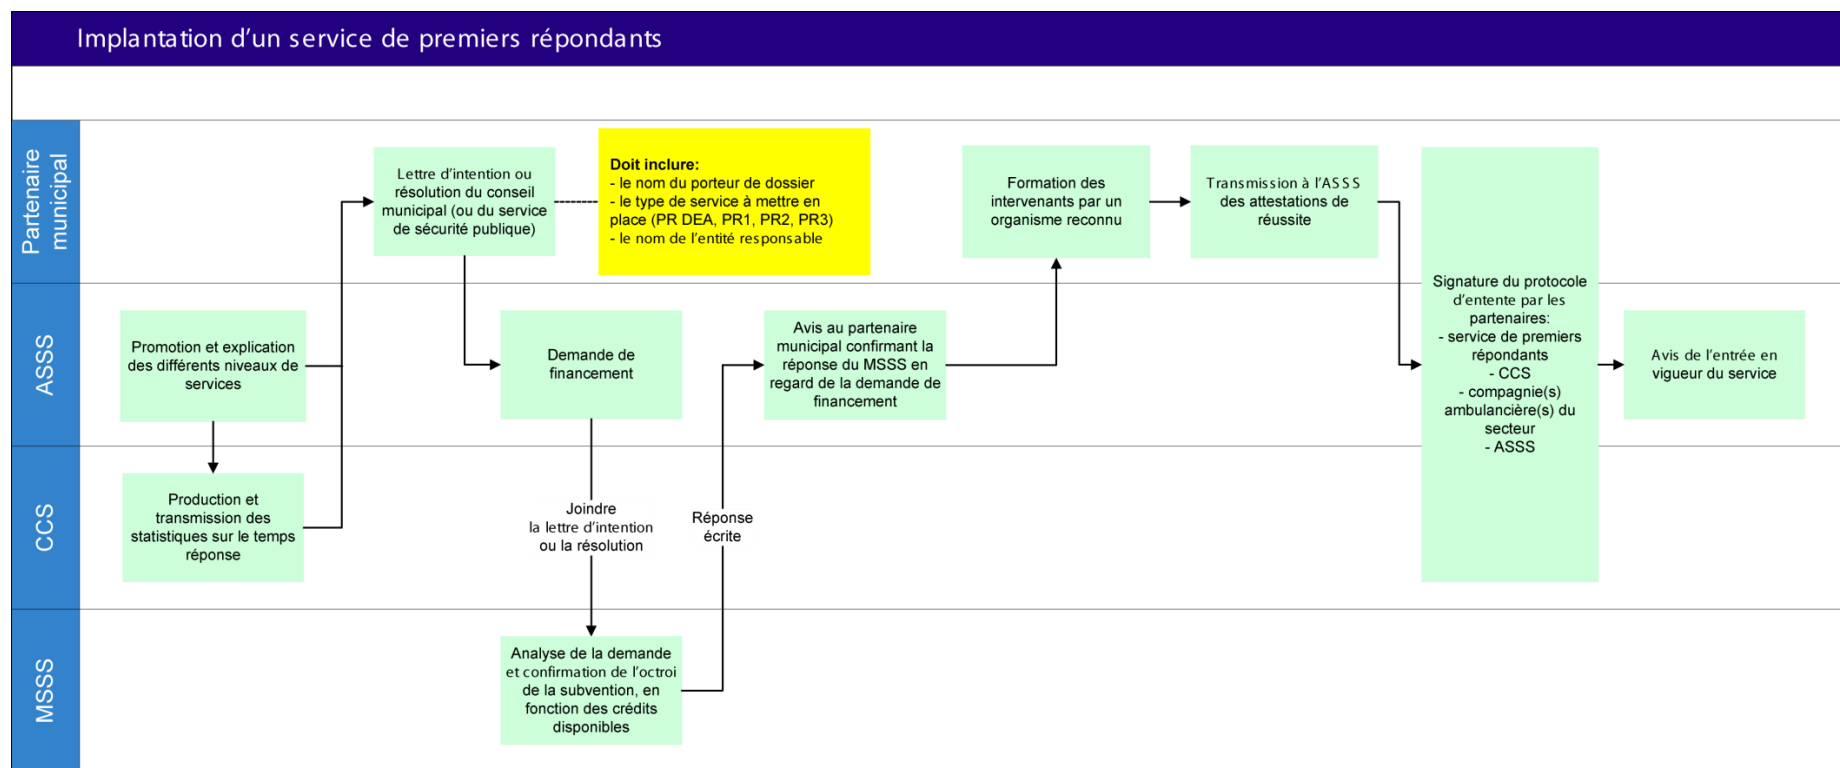 Implantation d'un service de premiers répondants
Partenaire
municipal
Lettre d'intention ou
résolution du conseil
municipal (ou du service
de sécurité publique)
Doit inclure:
- le nom du porteur de dossier
- le type de service à mettre en
place (PR DEA, PR1, PR2, PR3)
- le nom de l'entité responsable
Formation des
intervenants par un
organisme reconnu
Transmission à l'ASSS
des attestations de
réussite
ASSS
Promotion et explication
des différents niveaux de
services
Demande de
financement
Avis au partenaire
municipal confirmant la
réponse du MSSS en
regard de la demande de
financement
Signature du protocole
d'entente par les
partenaires:
- service de premiers
répondants
- CCS
- compagnie(s)
ambulancière(s) du
secteur
- ASSS
Avis de l'entrée en
vigueur du service
CCS
Production et
transmission des
statistiques sur le temps
réponse
Joindre
la lettre d'intention
ou la résolution
Réponse
écrite
MSSS
Analyse de la demande
et confirmation de l'octroi
de la subvention, en
fonction des crédits
disponibles